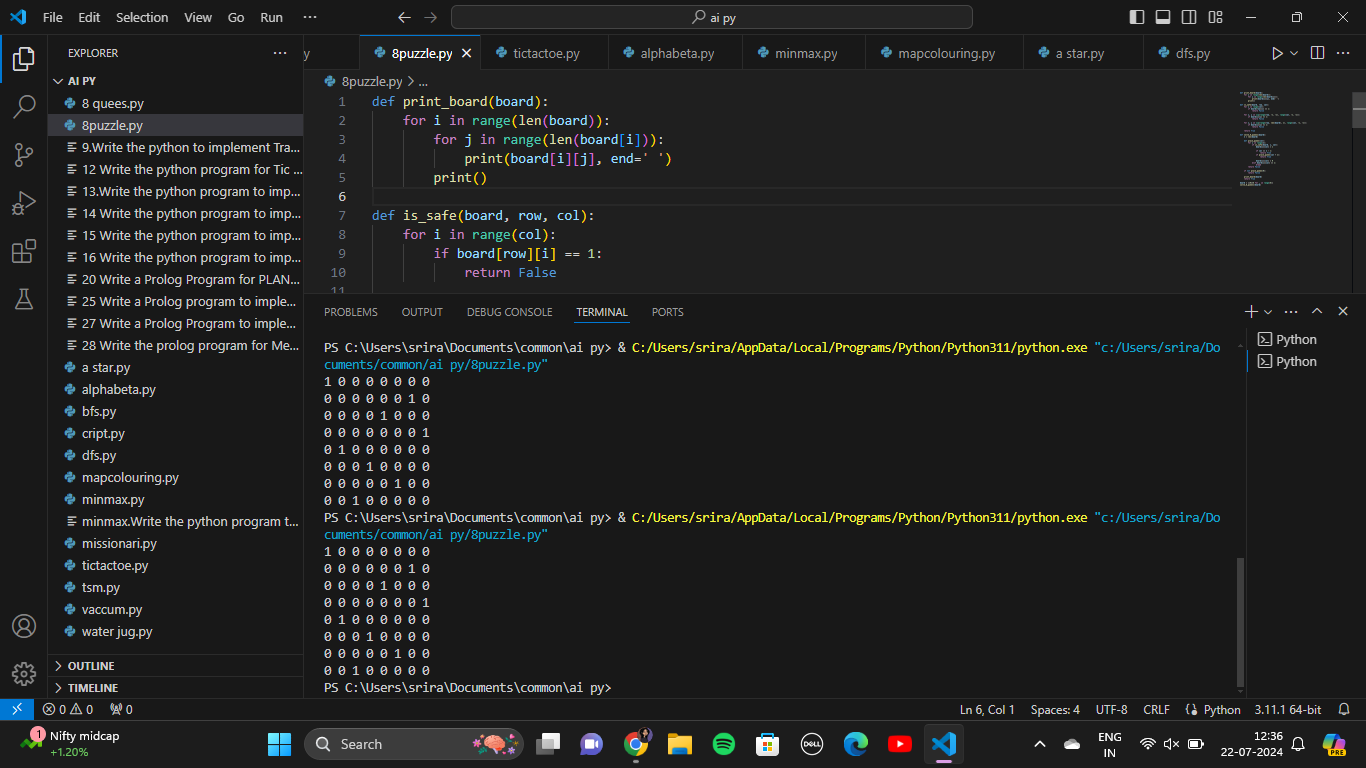 File Edit Selection View Go Run ··· ai py
EXPLORER ···
AI PY
8 quees.py
8puzzle.py
9.Write the python to implement Tra...
12 Write the python program for Tic ...
13.Write the python program to imp...
14 Write the python program to imp...
15 Write the python program to imp...
16 Write the python program to imp...
20 Write a Prolog Program for PLAN...
25 Write a Prolog program to imple...
27 Write a Prolog Program to imple...
28 Write the prolog program for Me...
a star.py
alphabeta.py
bfs.py
cript.py
dfs.py
mapcolouring.py
minmax.py
minmax.Write the python program t...
missionari.py
tictactoe.py
tsm.py
vaccum.py
water jug.py
OUTLINE
TIMELINE
y 8puzzle.py tictactoe.py alphabeta.py minmax.py mapcolouring.py a star.py dfs.py ···
8puzzle.py > ...
1 def print_board(board):
2 for i in range(len(board)):
3 for j in range(len(board[i])):
4 print(board[i][j], end=' ')
5 print()
6
7 def is_safe(board, row, col):
8 for i in range(col):
9 if board[row][i] == 1:
10 return False
11
PROBLEMS OUTPUT DEBUG CONSOLE TERMINAL PORTS ···
PS C:\Users\srira\Documents\common\ai py> & C:/Users/srira/AppData/Local/Programs/Python/Python311/python.exe "c:/Users/srira/Do
cuments/common/ai py/8puzzle.py"
1 0 0 0 0 0 0 0
0 0 0 0 0 0 1 0
0 0 0 0 1 0 0 0
0 0 0 0 0 0 0 1
0 1 0 0 0 0 0 0
0 0 0 1 0 0 0 0
0 0 0 0 0 1 0 0
0 0 1 0 0 0 0 0
PS C:\Users\srira\Documents\common\ai py> & C:/Users/srira/AppData/Local/Programs/Python/Python311/python.exe "c:/Users/srira/Do
cuments/common/ai py/8puzzle.py"
1 0 0 0 0 0 0 0
0 0 0 0 0 0 1 0
0 0 0 0 1 0 0 0
0 0 0 0 0 0 0 1
0 1 0 0 0 0 0 0
0 0 0 1 0 0 0 0
0 0 0 0 0 1 0 0
0 0 1 0 0 0 0 0
PS C:\Users\srira\Documents\common\ai py>
Python
Python
0 0 0 Ln 6, Col 1 Spaces: 4 UTF-8 CRLF Python 3.11.1 64-bit
1 Nifty midcap
+1.20%
Search
DELL
ENG
IN
12:36
22-07-2024
PRE